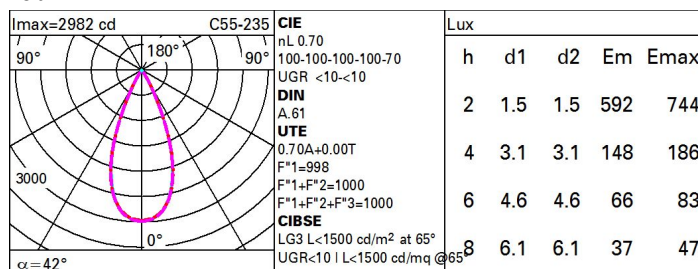 Imax=2982 cd C55-235
90° 180° 90°
3000
0°
α=42°
CIE
nL 0.70
100-100-100-100-70
UGR <10-<10
DIN
A.61
UTE
0.70A+0.00T
F"1=998
F"1+F"2=1000
F"1+F"2+F"3=1000
CIBSE
LG3 L<1500 cd/m² at 65°
UGR<10 | L<1500 cd/mq @65°
Lux
h d1 d2 Em Emax
2 1.5 1.5 592 744
4 3.1 3.1 148 186
6 4.6 4.6 66 83
8 6.1 6.1 37 47